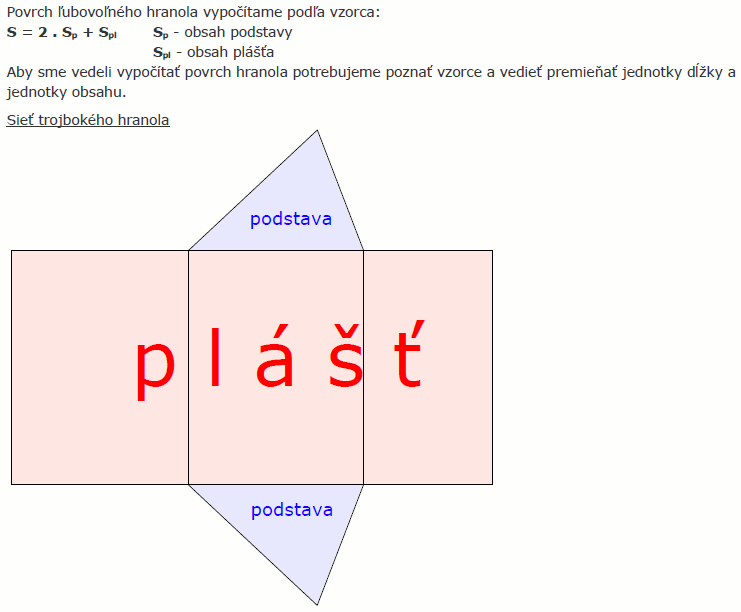 Povrch ľubovoľného hranola vypočítame podľa vzorca:
S = 2 . Sp + Spl Sp - obsah podstavy
Spl - obsah plášťa
Aby sme vedeli vypočítať povrch hranola potrebujeme poznať vzorce a vedieť premieňať jednotky dĺžky a
jednotky obsahu.
Sieť trojbokého hranola
podstava
p l á š ť
podstava